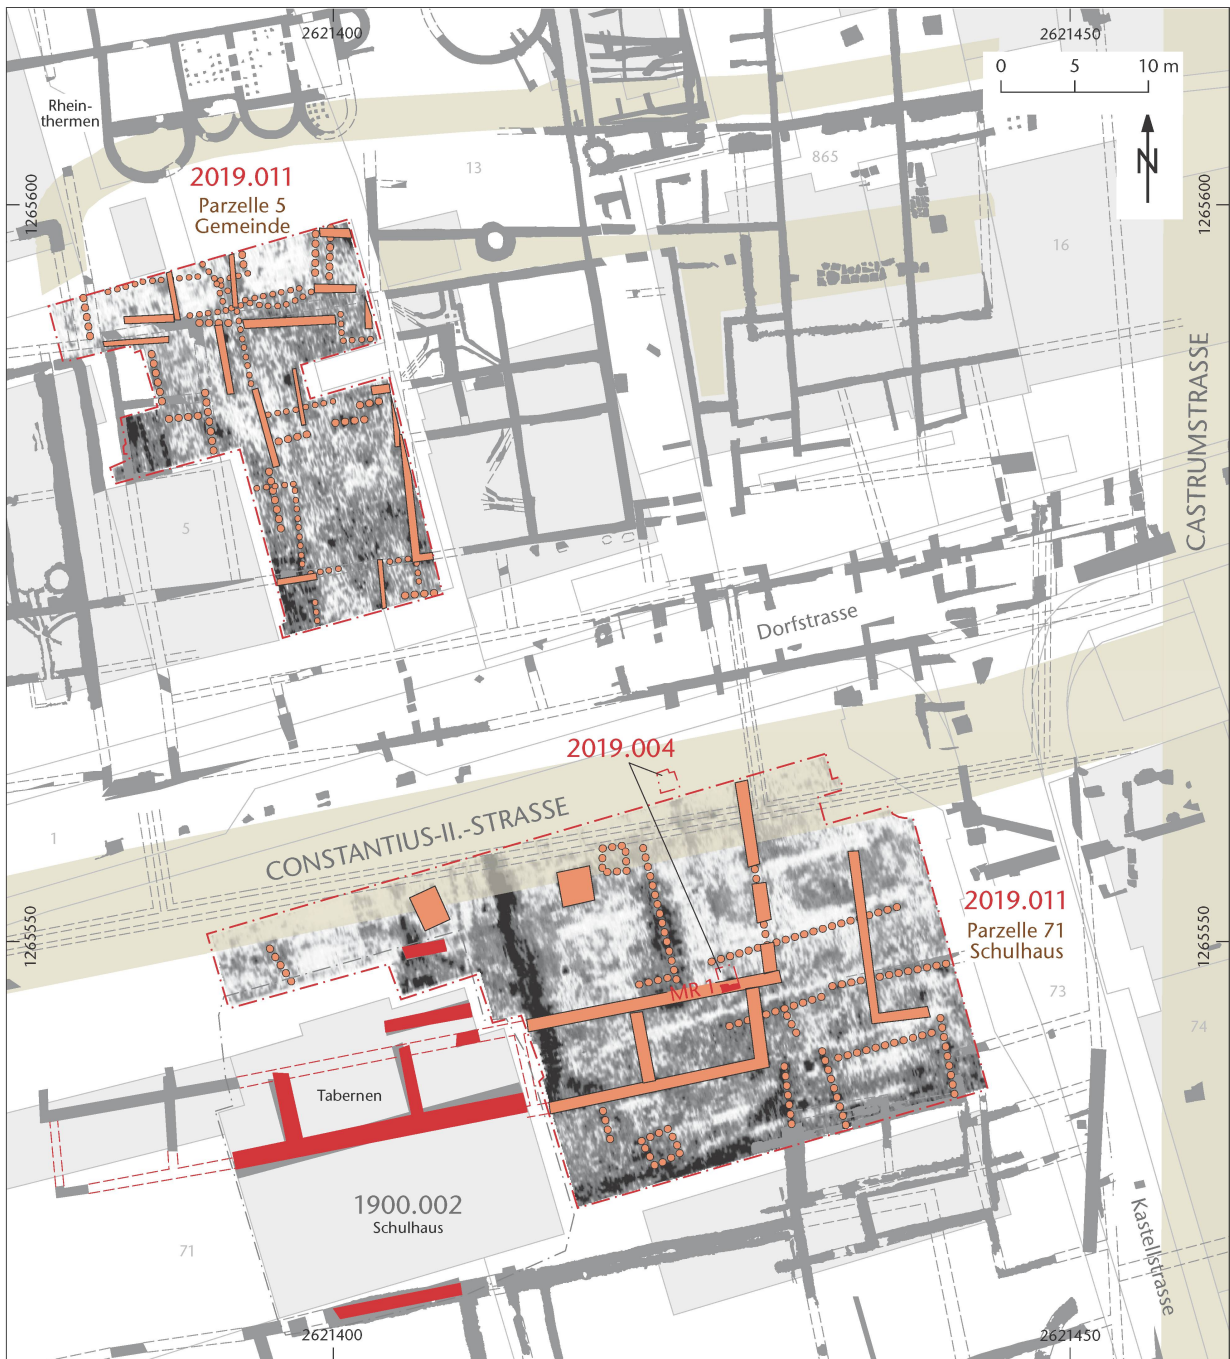 2621400
2621450
0 5 10 m
N
Rhein-
thermen
13
865
2019.011
Parzelle 5
Gemeinde
1265600
1265600
16
CASTRUMSTRASSE
5
Dorfstrasse
2019.004
1
CONSTANTIUS-II.-STRASSE
2019.011
Parzelle 71
Schulhaus
1265550
1265550
MR 1
73
74
Tabernen
1900.002
Schulhaus
71
Kastellstrasse
2621400
2621450